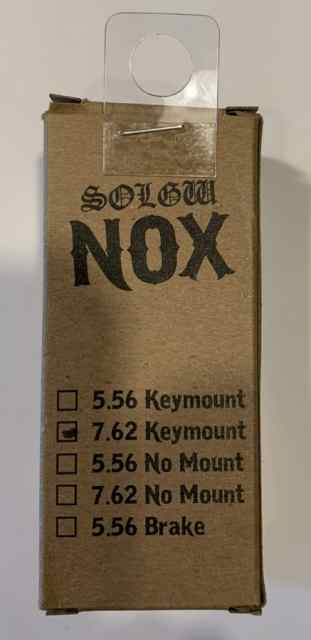 SOLGW
NOX
5.56 Keymount
7.62 Keymount
5.56 No Mount
7.62 No Mount
5.56 Brake